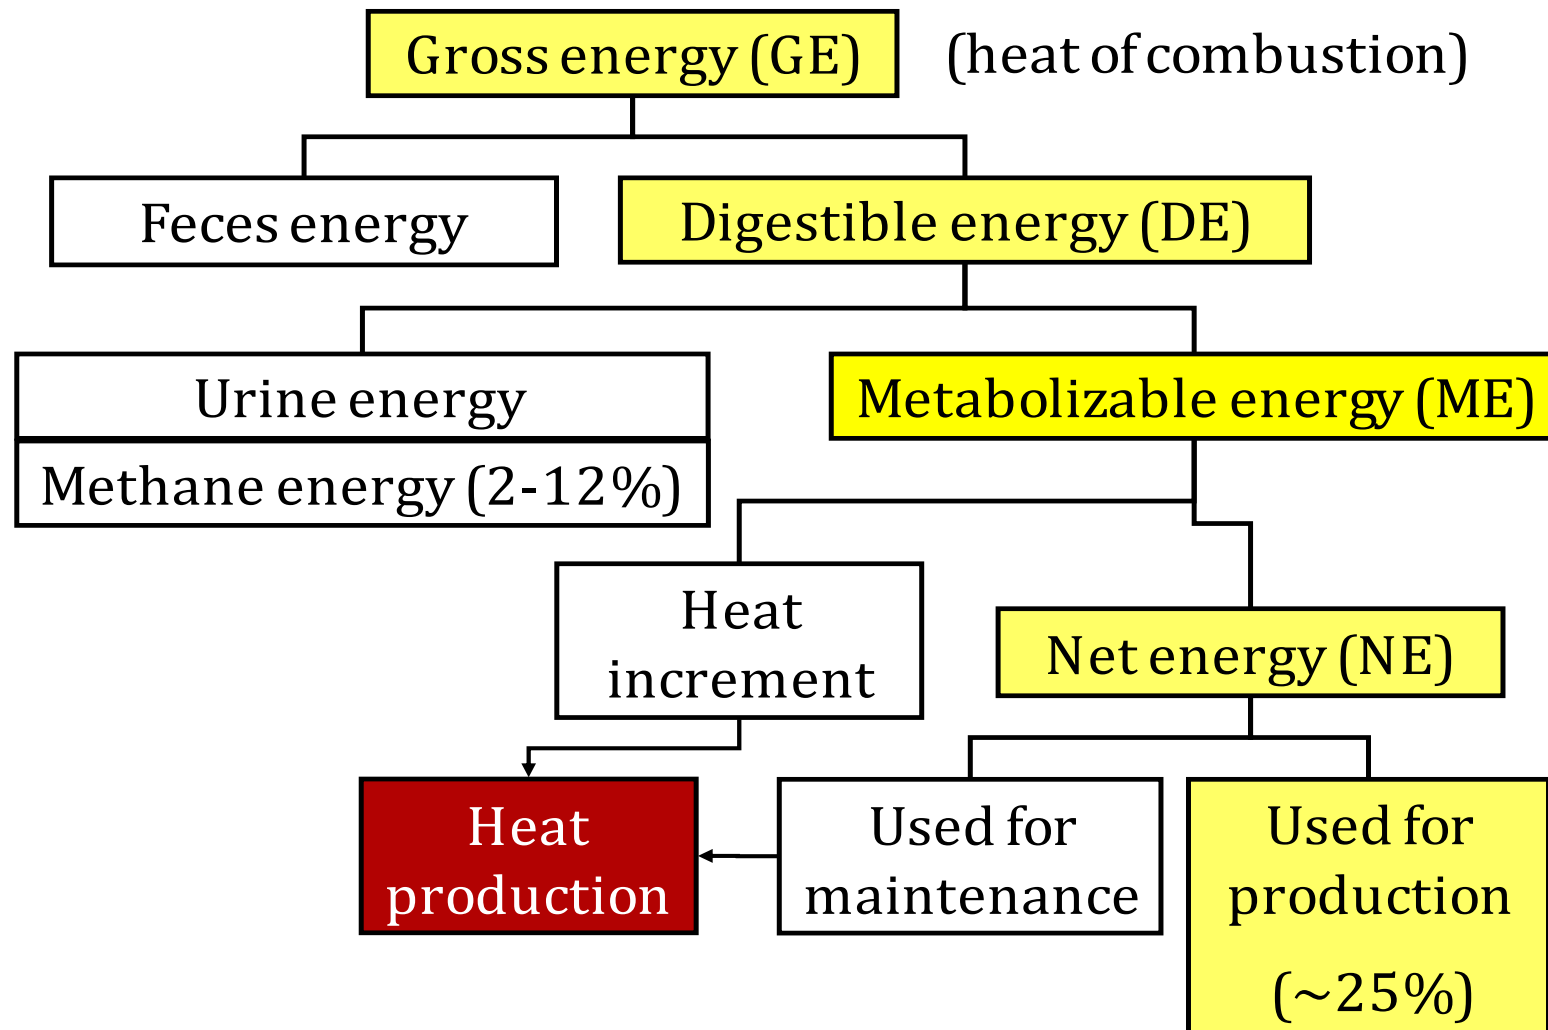 Gross energy (GE)
(heat of combustion)
Feces energy
Digestible energy (DE)
Urine energy
Metabolizable energy (ME)
Methane energy (2-12%)
Heat
increment
Net energy (NE)
Heat
production
Used for
maintenance
Used for
production
(~25%)